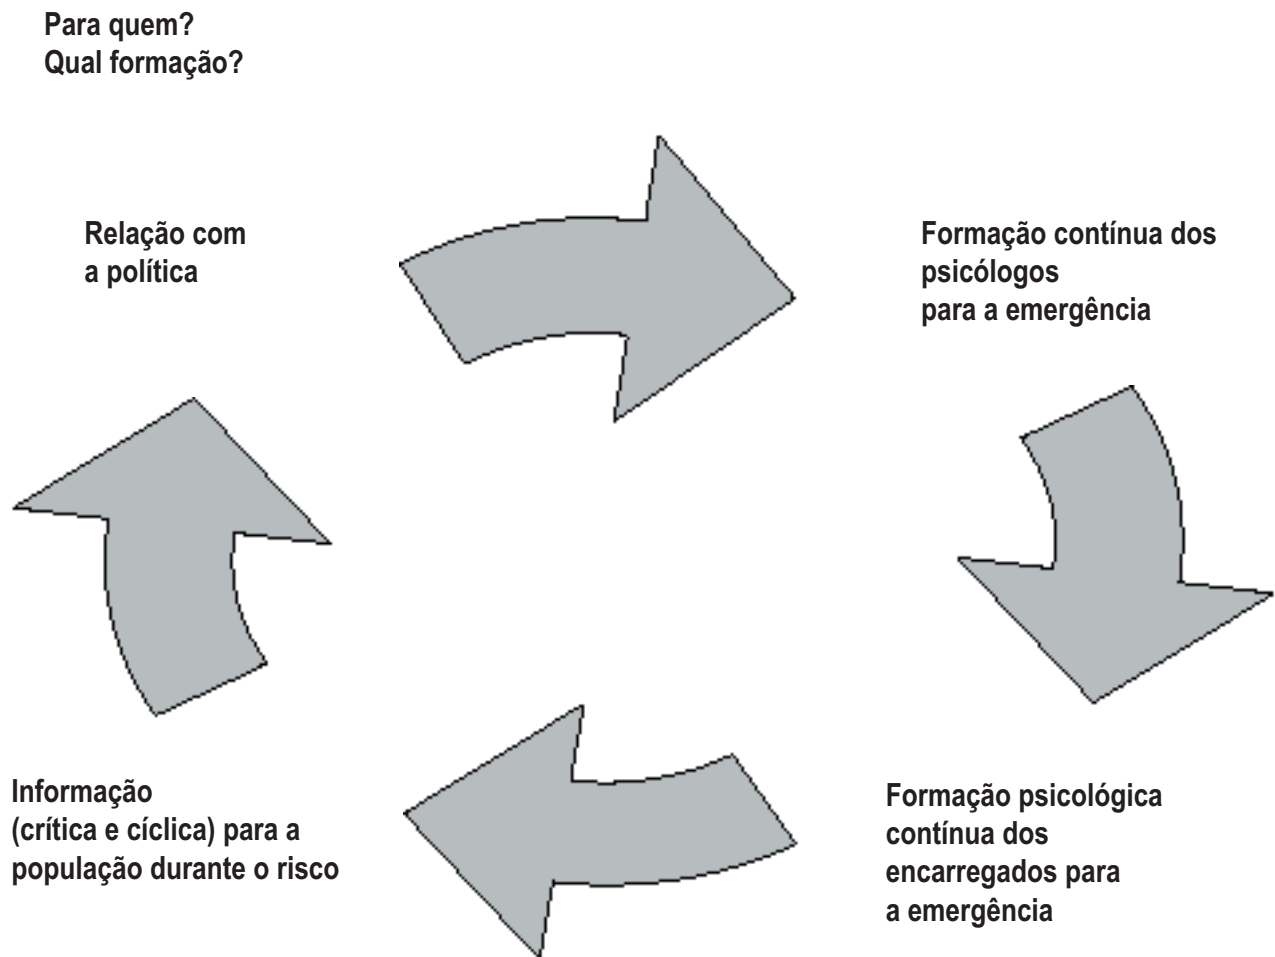 Para quem?
Qual formação?
Relação com
a política
Formação contínua dos
psicólogos
para a emergência
Informação
(crítica e cíclica) para a
população durante o risco
Formação psicológica
contínua dos
encarregados para
a emergência